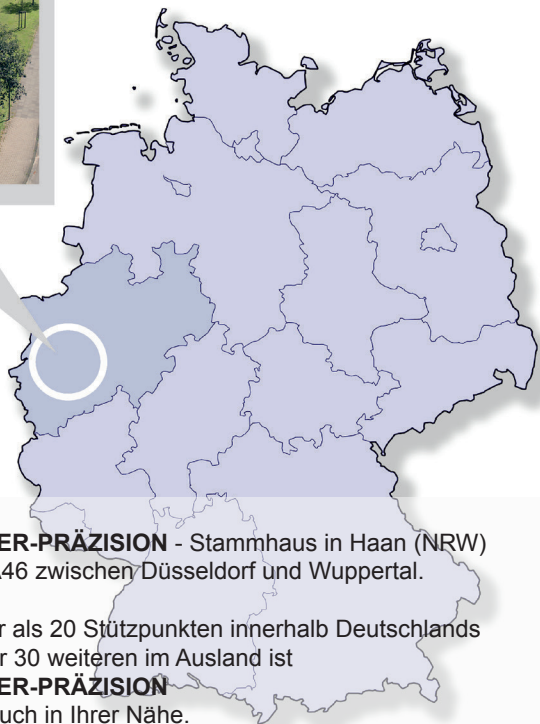 ER-PRÄZISION - Stammhaus in Haan (NRW)
A46 zwischen Düsseldorf und Wuppertal.
r als 20 Stützpunkten innerhalb Deutschlands
r 30 weiteren im Ausland ist
ER-PRÄZISION
uch in Ihrer Nähe.